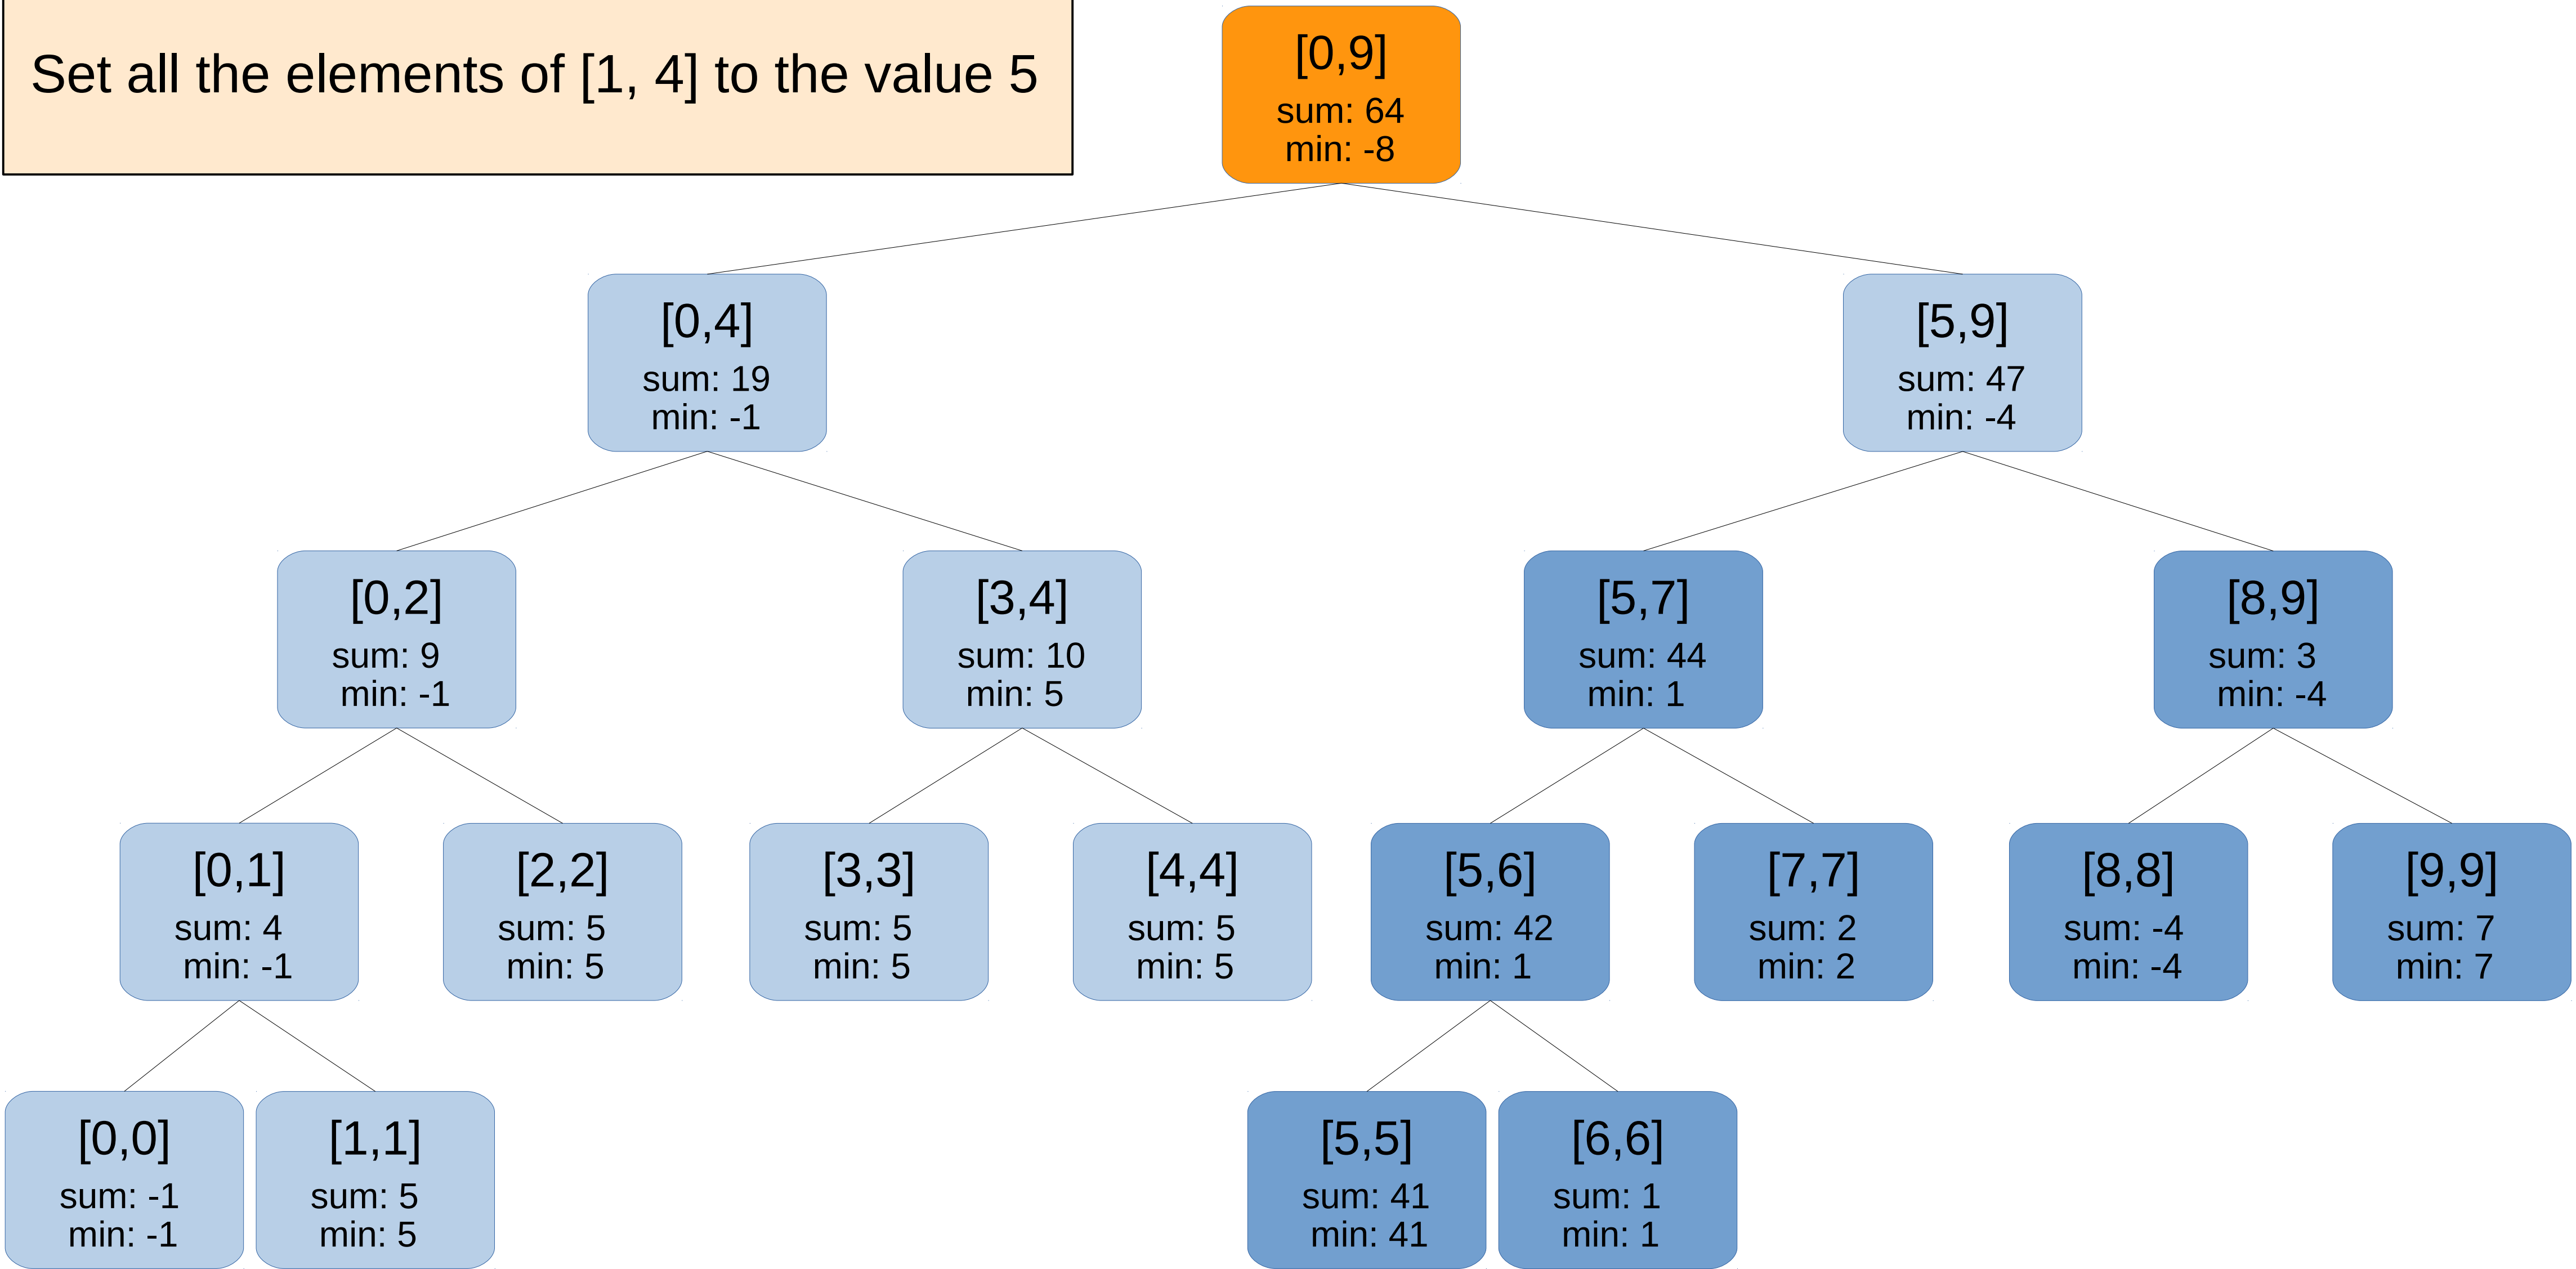 Set all the elements of [1, 4] to the value 5
[0,9]
sum: 64
min: -8
[0,4]
sum: 19
min: -1
[5,9]
sum: 47
min: -4
[0,2]
sum: 9
min: -1
[3,4]
sum: 10
min: 5
[5,7]
sum: 44
min: 1
[8,9]
sum: 3
min: -4
[0,1]
sum: 4
min: -1
[2,2]
sum: 5
min: 5
[3,3]
sum: 5
min: 5
[4,4]
sum: 5
min: 5
[5,6]
sum: 42
min: 1
[7,7]
sum: 2
min: 2
[8,8]
sum: -4
min: -4
[9,9]
sum: 7
min: 7
[0,0]
sum: -1
min: -1
[1,1]
sum: 5
min: 5
[5,5]
sum: 41
min: 41
[6,6]
sum: 1
min: 1